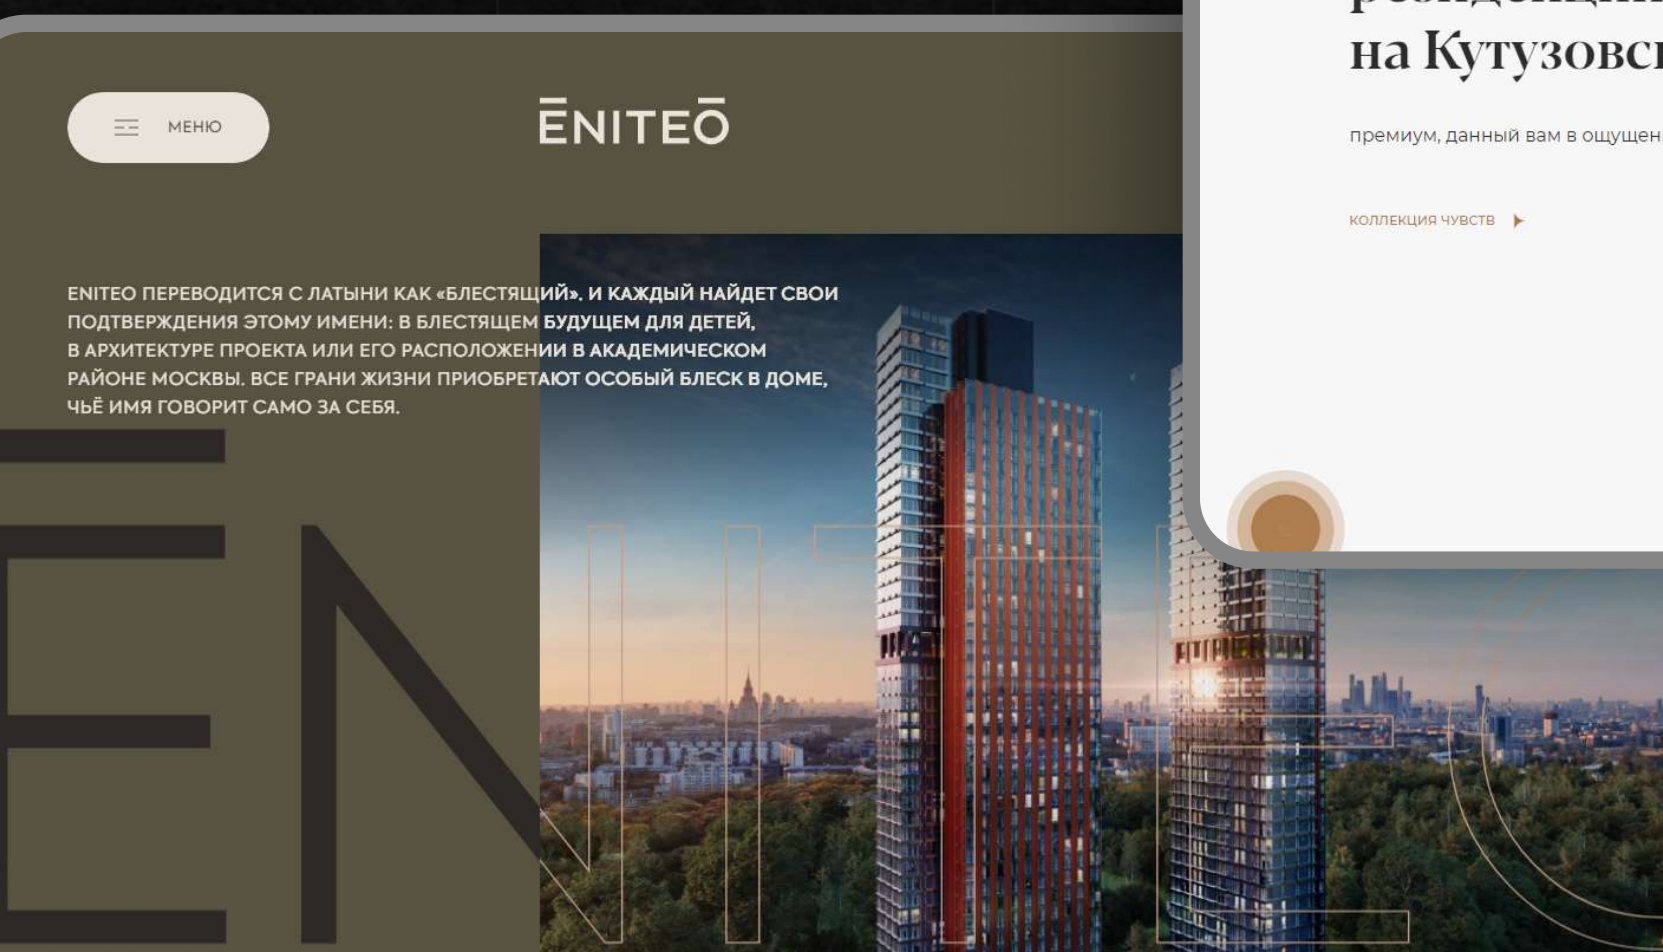 МЕНЮ
ĒNITEŌ
ENITEO ПЕРЕВОДИТСЯ С ЛАТЫНИ КАК «БЛЕСТЯЩИЙ». И КАЖДЫЙ НАЙДЕТ СВОИ
ПОДТВЕРЖДЕНИЯ ЭТОМУ ИМЕНИ: В БЛЕСТЯЩЕМ БУДУЩЕМ ДЛЯ ДЕТЕЙ,
В АРХИТЕКТУРЕ ПРОЕКТА ИЛИ ЕГО РАСПОЛОЖЕНИИ В АКАДЕМИЧЕСКОМ
РАЙОНЕ МОСКВЫ. ВСЕ ГРАНИ ЖИЗНИ ПРИОБРЕТАЮТ ОСОБЫЙ БЛЕСК В ДОМЕ,
ЧЬЁ ИМЯ ГОВОРИТ САМО ЗА СЕБЯ.
ĒNITEO
на Кутузовс
премиум, данный вам в ощущен
КОЛЛЕКЦИЯ ЧУВСТВ